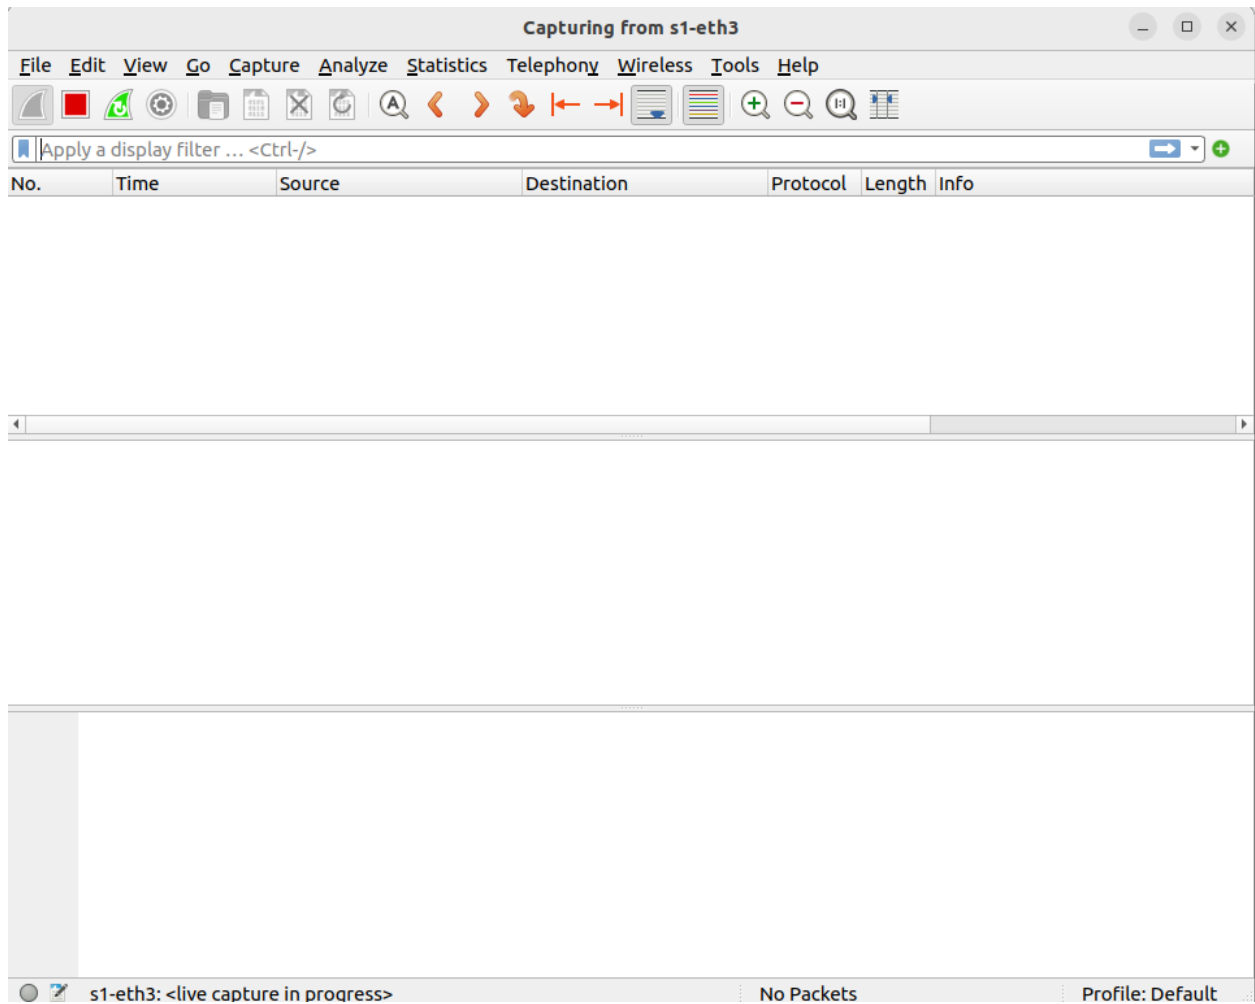 Capturing from s1-eth3
File Edit View Go Capture Analyze Statistics Telephony Wireless Tools Help
Apply a display filter … <Ctrl-/>
No. Time Source Destination Protocol Length Info
s1-eth3: <live capture in progress> No Packets Profile: Default